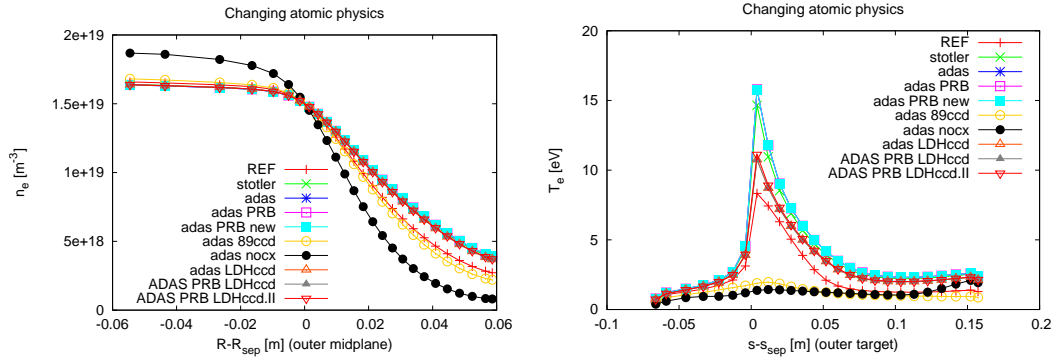 Changing atomic physics
2e+19
1.5e+19
1e+19
5e+18
0
n_e [m^-3]
-0.06
-0.04
-0.02
0
0.02
0.04
0.06
R-R_sep [m] (outer midplane)
REF
stotler
adas
adas PRB
adas PRB new
adas 89ccd
adas nocx
adas LDHccd
ADAS PRB LDHccd
ADAS PRB LDHccd.II
Changing atomic physics
20
15
10
5
0
T_e [eV]
-0.1
-0.05
0
0.05
0.1
0.15
0.2
s-s_sep [m] (outer target)
REF
stotler
adas
adas PRB
adas PRB new
adas 89ccd
adas nocx
adas LDHccd
ADAS PRB LDHccd
ADAS PRB LDHccd.II